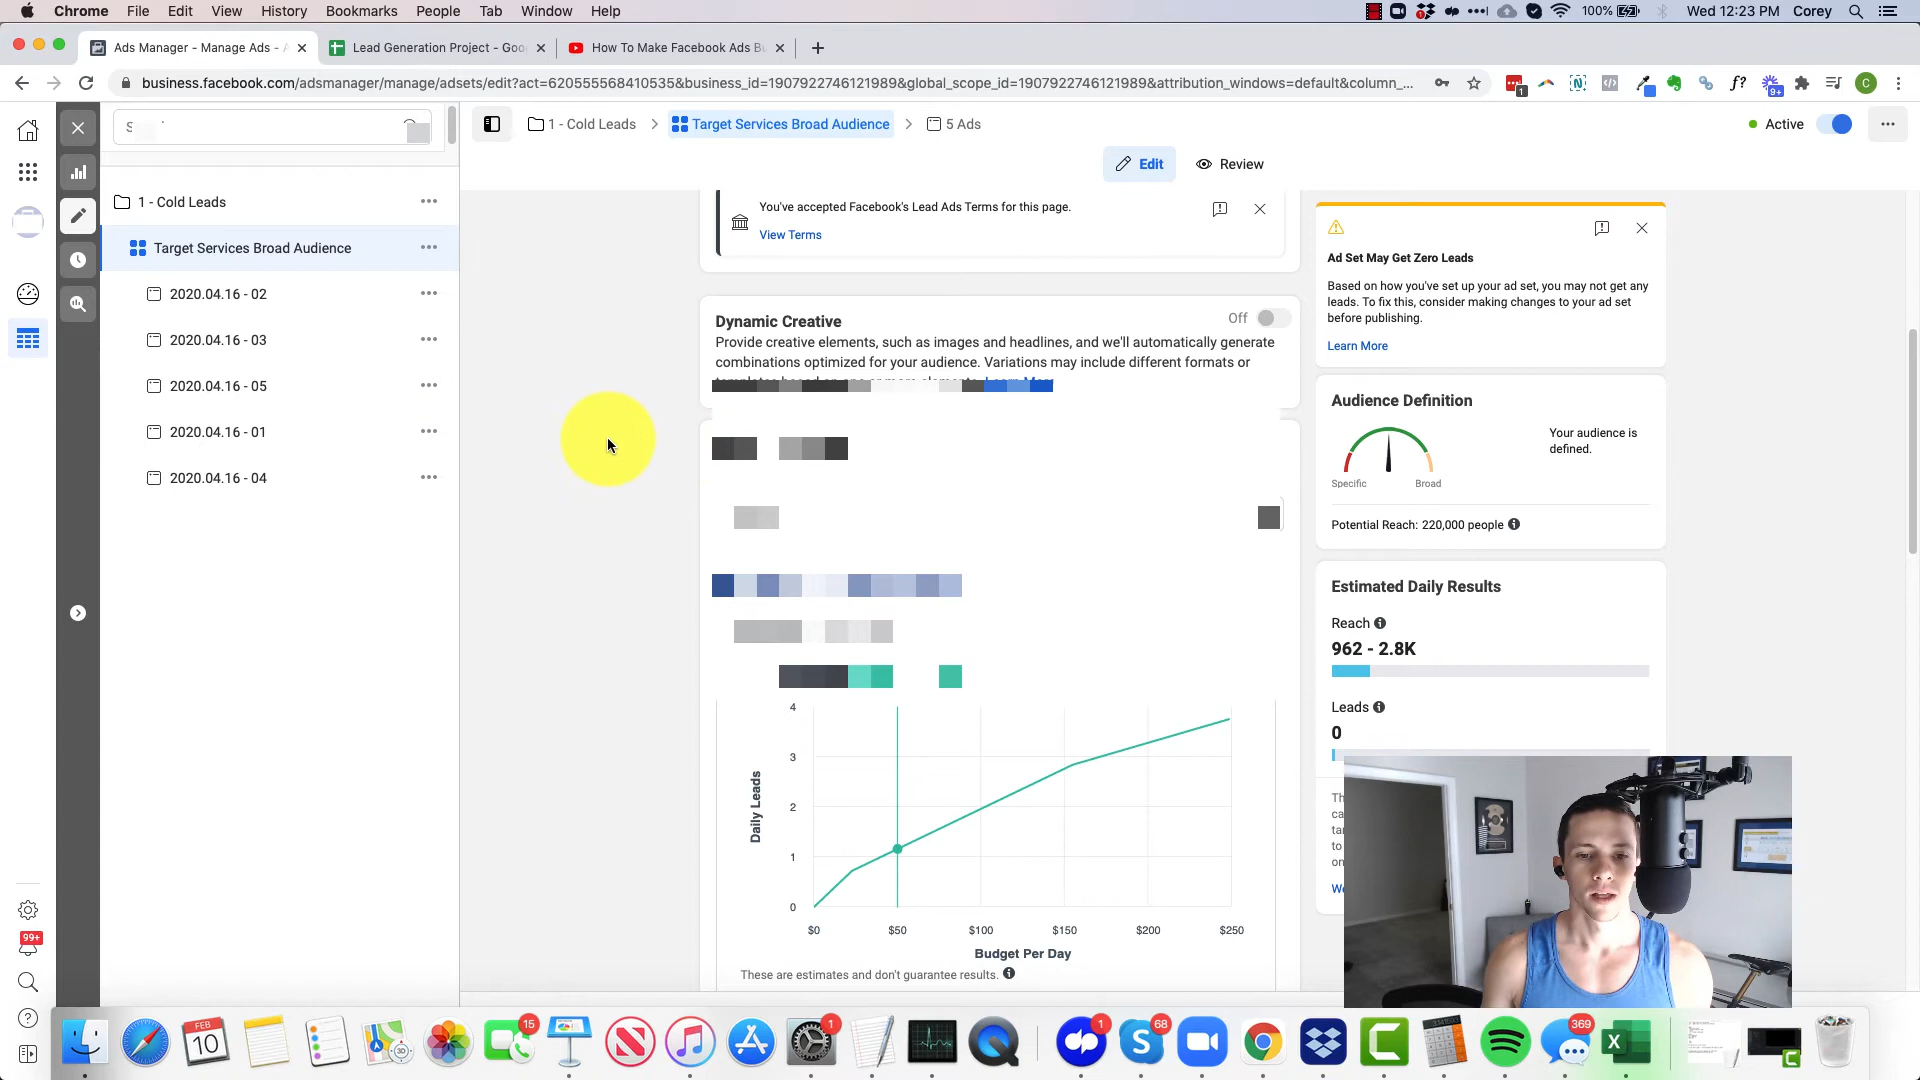 Chrome File Edit View History Bookmarks People Tab Window Help
100% Wed 12:23 PM Corey
Ads Manager - Manage Ads - A
Lead Generation Project - Goo
How To Make Facebook Ads Bu
business.facebook.com/adsmanager/manage/adsets/edit?act=620555568410535&business_id=1907922746121989&global_scope_id=1907922746121989&attribution_windows=default&column_...
1 - Cold Leads
Target Services Broad Audience
5 Ads
Active
Edit
Review
1 - Cold Leads
Target Services Broad Audience
2020.04.16 - 02
2020.04.16 - 03
2020.04.16 - 05
2020.04.16 - 01
2020.04.16 - 04
99+
You've accepted Facebook's Lead Ads Terms for this page.
View Terms
Dynamic Creative
Off
Provide creative elements, such as images and headlines, and we'll automatically generate
combinations optimized for your audience. Variations may include different formats or
4
3
2
1
0
Daily Leads
$0 $50 $100 $150 $200 $250
Budget Per Day
These are estimates and don't guarantee results.
Ad Set May Get Zero Leads
Based on how you've set up your ad set, you may not get any
leads. To fix this, consider making changes to your ad set
before publishing.
Learn More
Audience Definition
Your audience is
defined.
Specific
Broad
Potential Reach: 220,000 people
Estimated Daily Results
Reach
962 - 2.8K
Leads
0
FEB
10
15
1
1
68
369